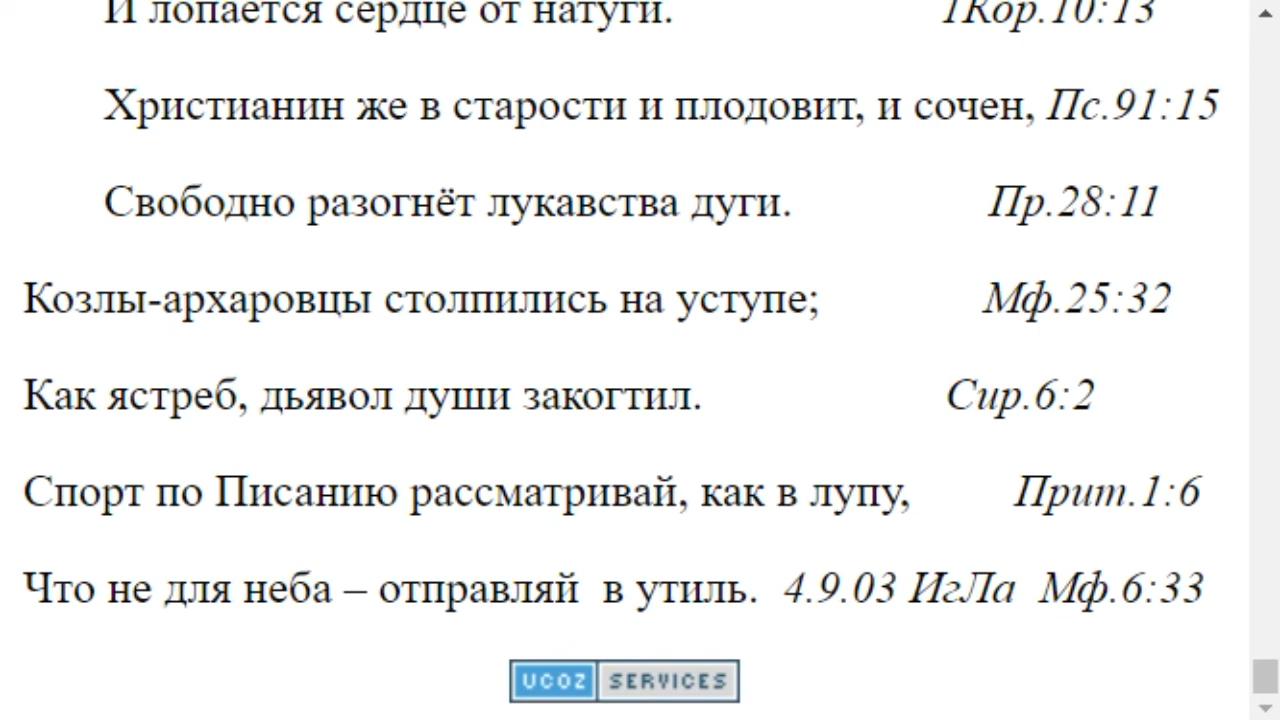 И лопается сердце от натуги. 1Кор.10:13
Христианин же в старости и плодовит, и сочен, Пс.91:15
Свободно разогнёт лукавства дуги. Пр.28:11
Козлы-архаровцы столпились на уступе; Мф.25:32
Как ястреб, дьявол души закогтил. Сир.6:2
Спорт по Писанию рассматривай, как в лупу, Прит.1:6
Что не для неба – отправляй в утиль. 4.9.03 ИгЛа Мф.6:33
UCOZ SERVICES